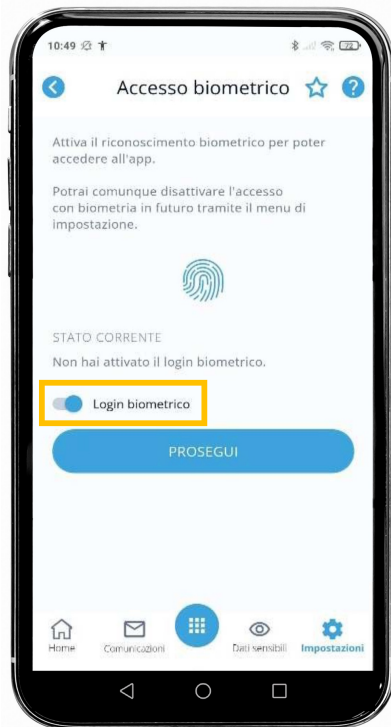 10:49
72
Accesso biometrico
?
Attiva il riconoscimento biometrico per poter
accedere all'app.
Potrai comunque disattivare l'accesso
con biometria in futuro tramite il menu di
impostazione.
STATO CORRENTE
Non hai attivato il login biometrico.
Login biometrico
PROSEGUI
Home
Comunicazioni
Dati sensibili
Impostazioni